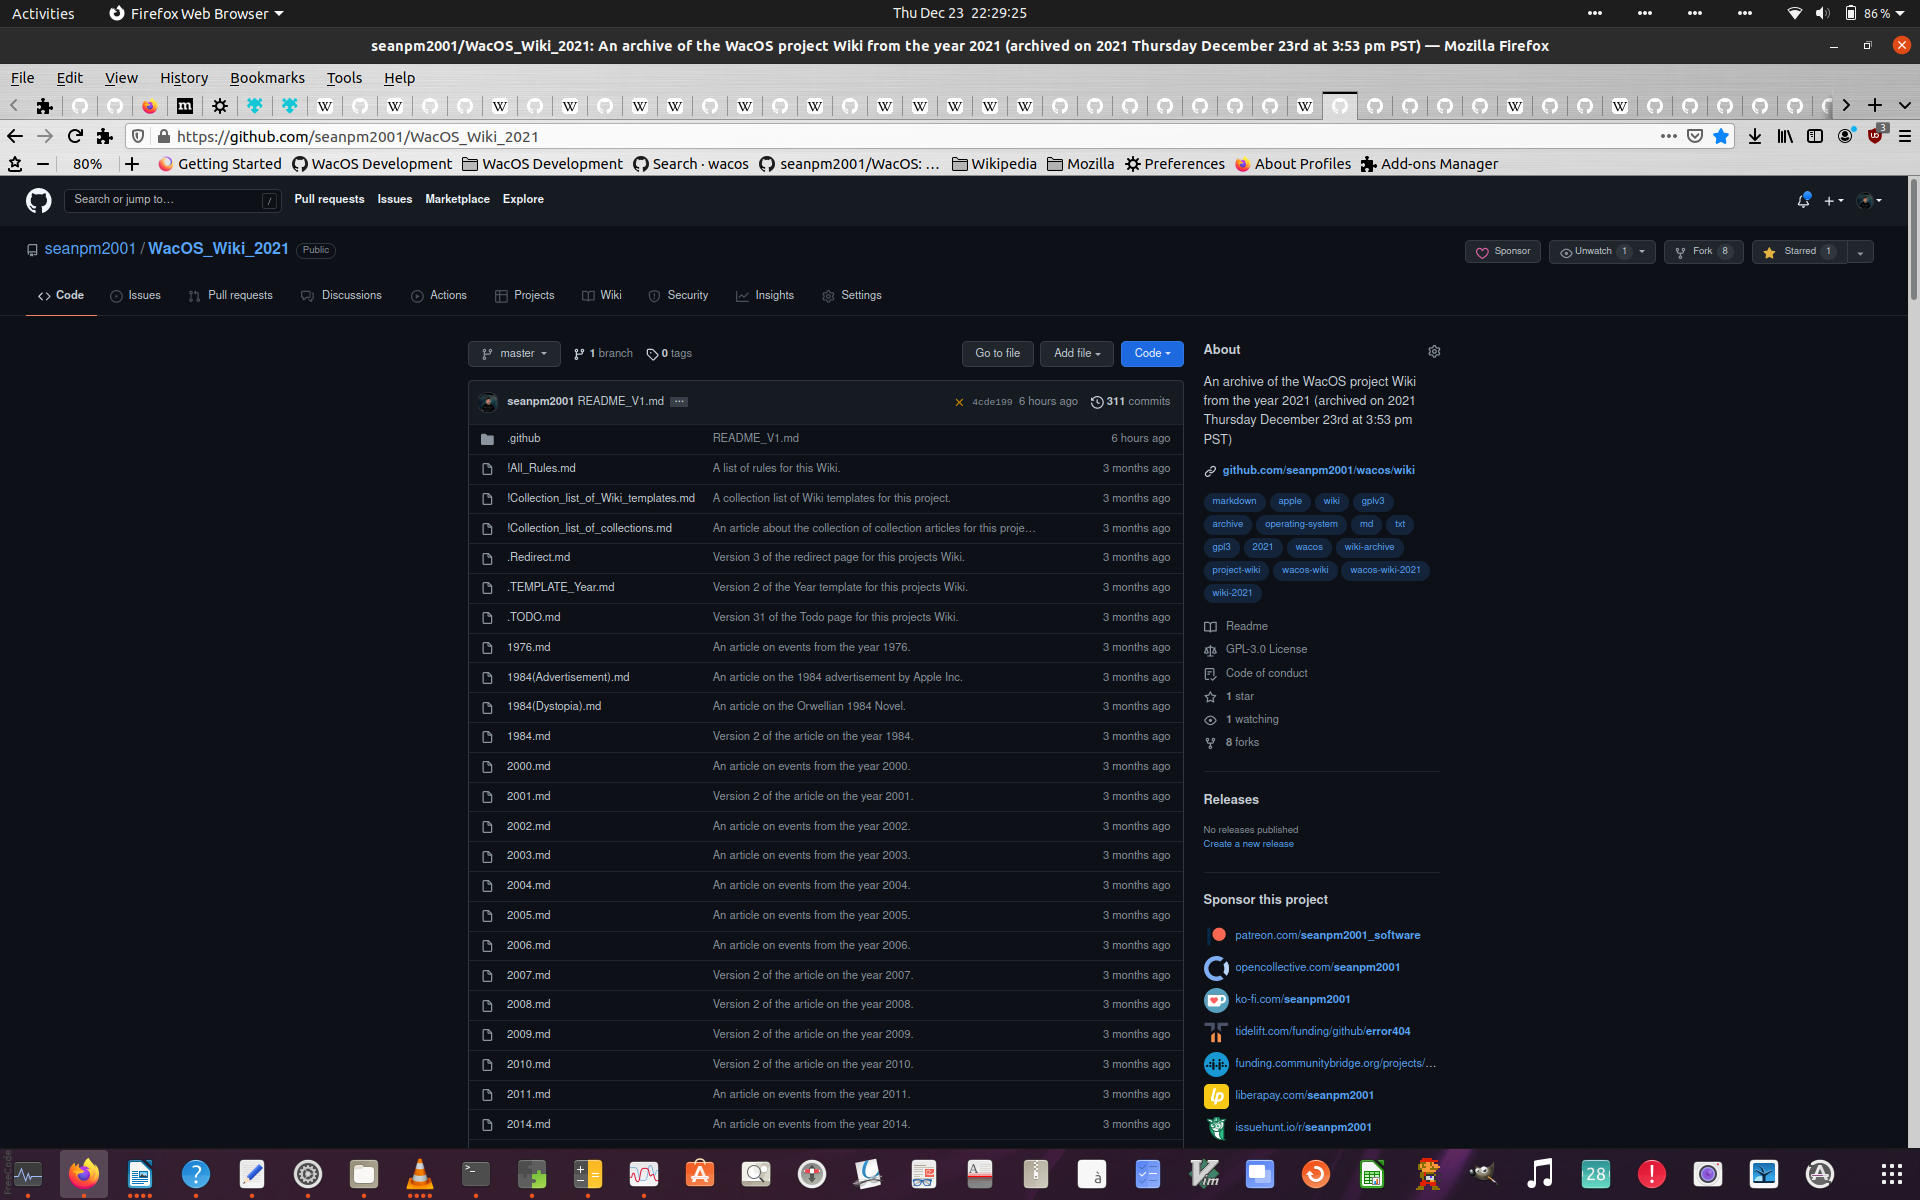 Activities Firefox Web Browser Thu Dec 23 22:29:25 86%
seanpm2001/WacOS_Wiki_2021: An archive of the WacOS project Wiki from the year 2021 (archived on 2021 Thursday December 23rd at 3:53 pm PST) — Mozilla Firefox
File Edit View History Bookmarks Tools Help
https://github.com/seanpm2001/WacOS_Wiki_2021 3
80% Getting Started WacOS Development WacOS Development Search · wacos seanpm2001/WacOS: ... Wikipedia Mozilla Preferences About Profiles Add-ons Manager
Search or jump to... / Pull requests Issues Marketplace Explore
seanpm2001 / WacOS_Wiki_2021 Public Sponsor Unwatch 1 Fork 8 Starred 1
Code Issues Pull requests Discussions Actions Projects Wiki Security Insights Settings
master 1 branch 0 tags Go to file Add file Code
seanpm2001 README_V1.md ... 4cde199 6 hours ago 311 commits
.github README_V1.md 6 hours ago
!All_Rules.md A list of rules for this Wiki. 3 months ago
!Collection_list_of_Wiki_templates.md A collection list of Wiki templates for this project. 3 months ago
!Collection_list_of_collections.md An article about the collection of collection articles for this proje... 3 months ago
.Redirect.md Version 3 of the redirect page for this projects Wiki. 3 months ago
.TEMPLATE_Year.md Version 2 of the Year template for this projects Wiki. 3 months ago
.TODO.md Version 31 of the Todo page for this projects Wiki. 3 months ago
1976.md An article on events from the year 1976. 3 months ago
1984(Advertisement).md An article on the 1984 advertisement by Apple Inc. 3 months ago
1984(Dystopia).md An article on the Orwellian 1984 Novel. 3 months ago
1984.md Version 2 of the article on the year 1984. 3 months ago
2000.md An article on events from the year 2000. 3 months ago
2001.md Version 2 of the article on the year 2001. 3 months ago
2002.md An article on events from the year 2002. 3 months ago
2003.md An article on events from the year 2003. 3 months ago
2004.md An article on events from the year 2004. 3 months ago
2005.md An article on events from the year 2005. 3 months ago
2006.md An article on events from the year 2006. 3 months ago
2007.md Version 2 of the article on the year 2007. 3 months ago
2008.md Version 2 of the article on the year 2008. 3 months ago
2009.md Version 2 of the article on the year 2009. 3 months ago
2010.md Version 2 of the article on the year 2010. 3 months ago
2011.md An article on events from the year 2011. 3 months ago
2014.md An article on events from the year 2014. 3 months ago
About
An archive of the WacOS project Wiki
from the year 2021 (archived on 2021
Thursday December 23rd at 3:53 pm
PST)
github.com/seanpm2001/wacos/wiki
markdown apple wiki gplv3
archive operating-system md txt
gpl3 2021 wacos wiki-archive
project-wiki wacos-wiki wacos-wiki-2021
wiki-2021
Readme
GPL-3.0 License
Code of conduct
1 star
1 watching
8 forks
Releases
No releases published
Create a new release
Sponsor this project
patreon.com/seanpm2001_software
opencollective.com/seanpm2001
ko-fi.com/seanpm2001
tidelift.com/funding/github/error404
funding.communitybridge.org/projects/...
liberapay.com/seanpm2001
issuehunt.io/r/seanpm2001
28